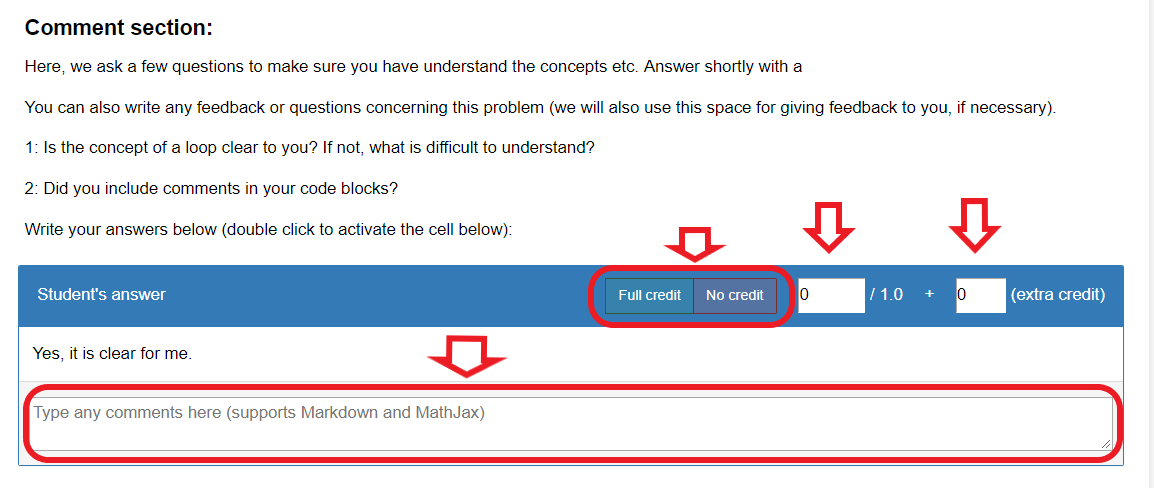 Comment section:
Here, we ask a few questions to make sure you have understand the concepts etc. Answer shortly with a
You can also write any feedback or questions concerning this problem (we will also use this space for giving feedback to you, if necessary).
1: Is the concept of a loop clear to you? If not, what is difficult to understand?
2: Did you include comments in your code blocks?
Write your answers below (double click to activate the cell below):
Student's answer Full credit No credit 0 / 1.0 + 0 (extra credit)
Yes, it is clear for me.
Type any comments here (supports Markdown and MathJax)